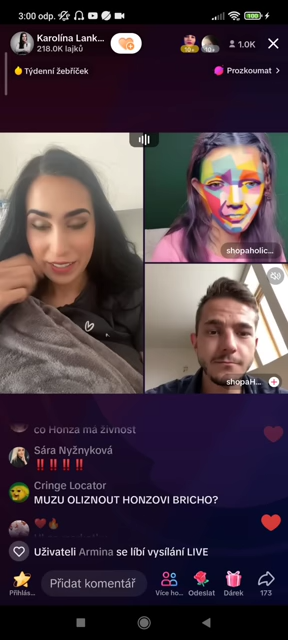 3:00 odp.
Karolína Lank...
218.0K lajků
10+
10+
1.0K
Týdenní žebříček
Prozkoumat >
shopaholic...
shopaH...
co Honza má živnost
Sára Nyžnyková
‼️‼️‼️‼️
Cringe Locator
MUZU OLIZNOUT HONZOVI BRICHO?
Uživateli Armina se líbí vysílání LIVE
Přihlás...
Přidat komentář
Více ho...
Odeslat
Dárek
173